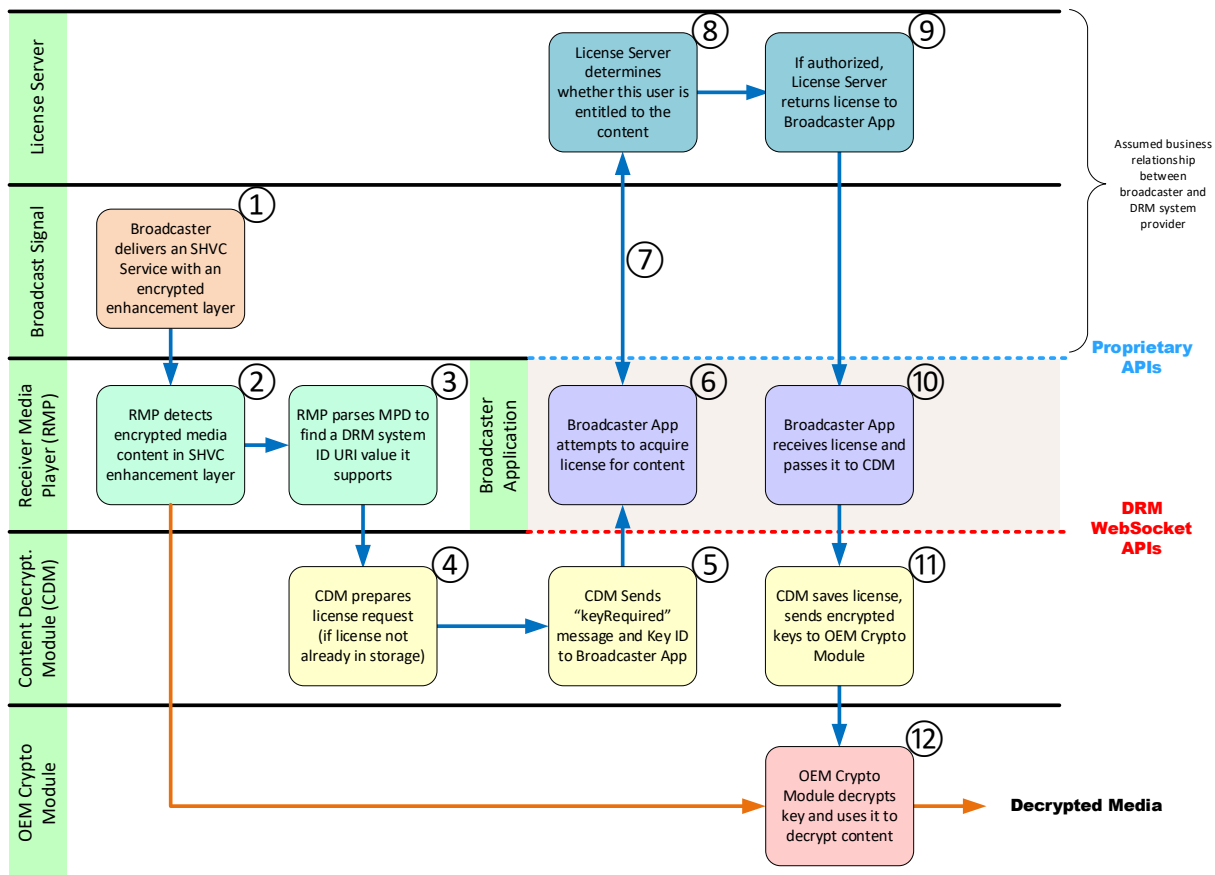 License Server
8
License Server
determines
whether this user is
entitled to the
content
9
If authorized,
License Server
returns license to
Broadcaster App
Assumed business
relationship
between
broadcaster and
DRM system
provider
Broadcast Signal
1
Broadcaster
delivers an SHVC
Service with an
encrypted
enhancement layer
7
Proprietary
APIs
Receiver Media
Player (RMP)
2
RMP detects
encrypted media
content in SHVC
enhancement layer
3
RMP parses MPD to
find a DRM system
ID URI value it
supports
Broadcaster
Application
6
Broadcaster App
attempts to acquire
license for content
10
Broadcaster App
receives license and
passes it to CDM
DRM
WebSocket
APIs
Content Decrypt.
Module (CDM)
4
CDM prepares
license request
(if license not
already in storage)
5
CDM Sends
“keyRequired”
message and Key ID
to Broadcaster App
11
CDM saves license,
sends encrypted
keys to OEM Crypto
Module
OEM Crypto
Module
12
OEM Crypto
Module decrypts
key and uses it to
decrypt content
Decrypted Media